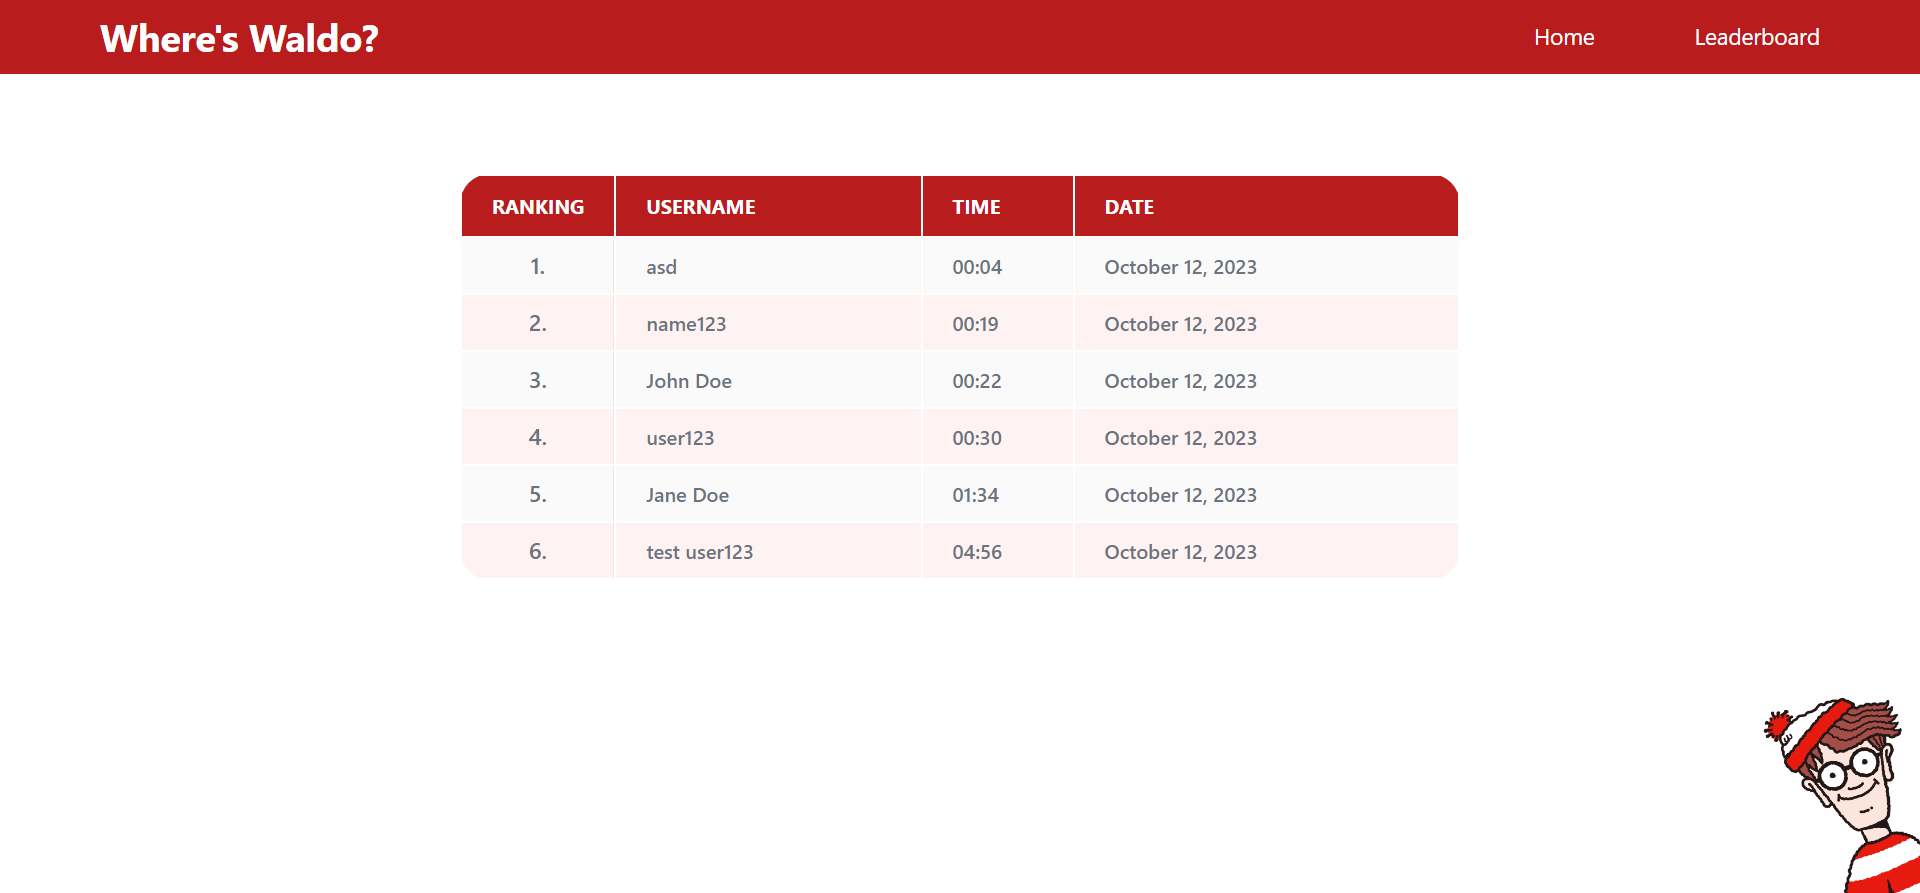 Where's Waldo? Home Leaderboard
RANKING USERNAME TIME DATE
1. asd 00:04 October 12, 2023
2. name123 00:19 October 12, 2023
3. John Doe 00:22 October 12, 2023
4. user123 00:30 October 12, 2023
5. Jane Doe 01:34 October 12, 2023
6. test user123 04:56 October 12, 2023